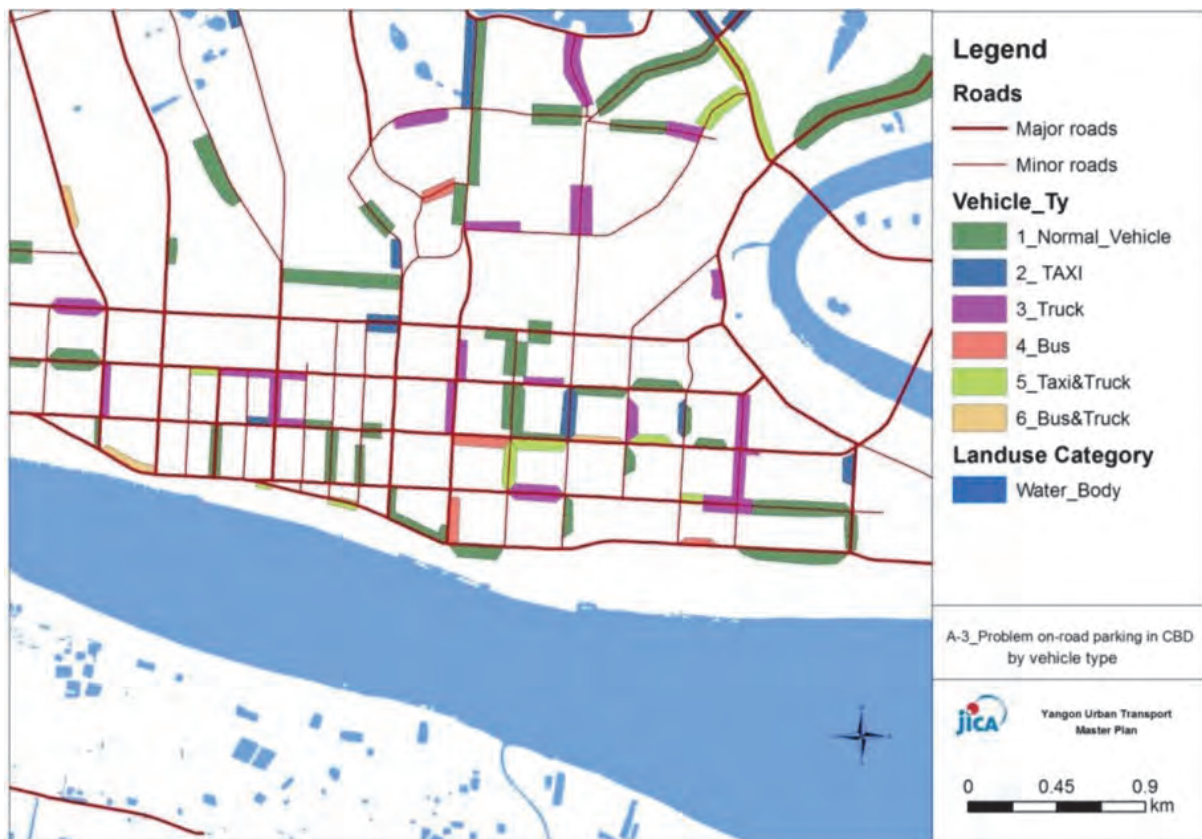 Legend
Roads
Major roads
Minor roads
Vehicle_Ty
1_Normal_Vehicle
2_ TAXI
3_Truck
4_Bus
5_Taxi&Truck
6_Bus&Truck
Landuse Category
Water_Body
A-3_Problem on-road parking in CBD
by vehicle type
jICA
Yangon Urban Transport
Master Plan
0 0.45 0.9
km